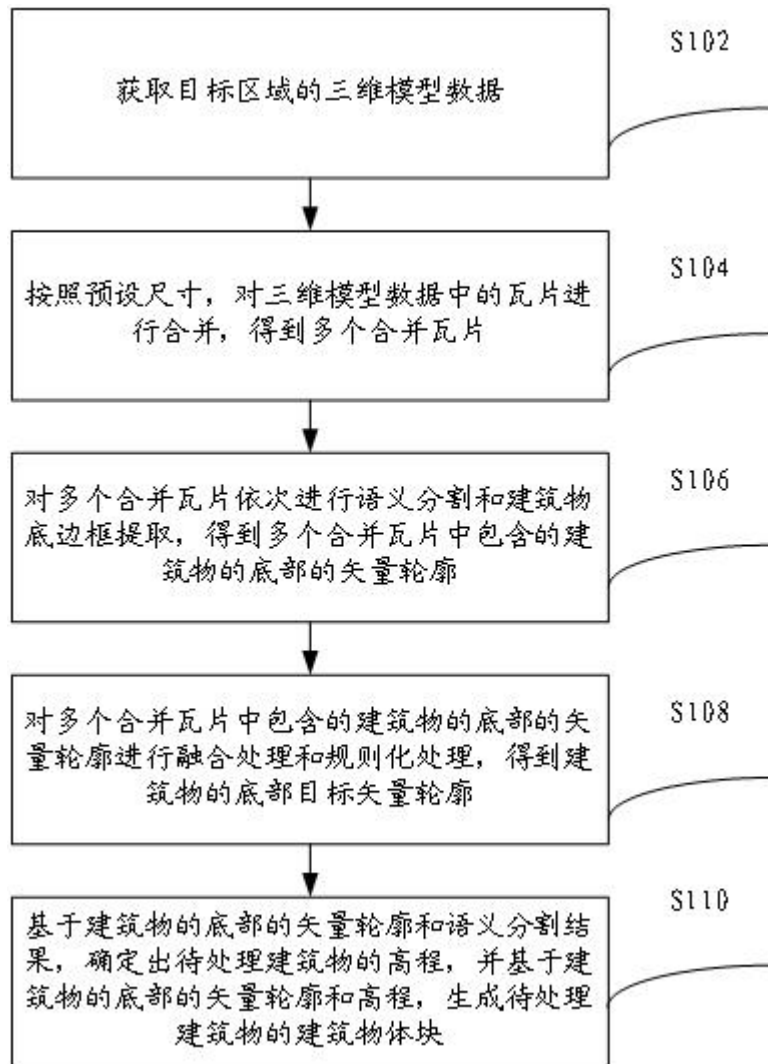 S102
获取目标区域的三维模型数据
S104
按照预设尺寸，对三维模型数据中的瓦片进
行合并，得到多个合并瓦片
S106
对多个合并瓦片依次进行语义分割和建筑物
底边框提取，得到多个合并瓦片中包含的建
筑物的底部的矢量轮廓
S108
对多个合并瓦片中包含的建筑物的底部的矢
量轮廓进行融合处理和规则化处理，得到建
筑物的底部目标矢量轮廓
S110
基于建筑物的底部的矢量轮廓和语义分割结
果，确定出待处理建筑物的高程，并基于建
筑物的底部的矢量轮廓和高程，生成待处理
建筑物的建筑物体块